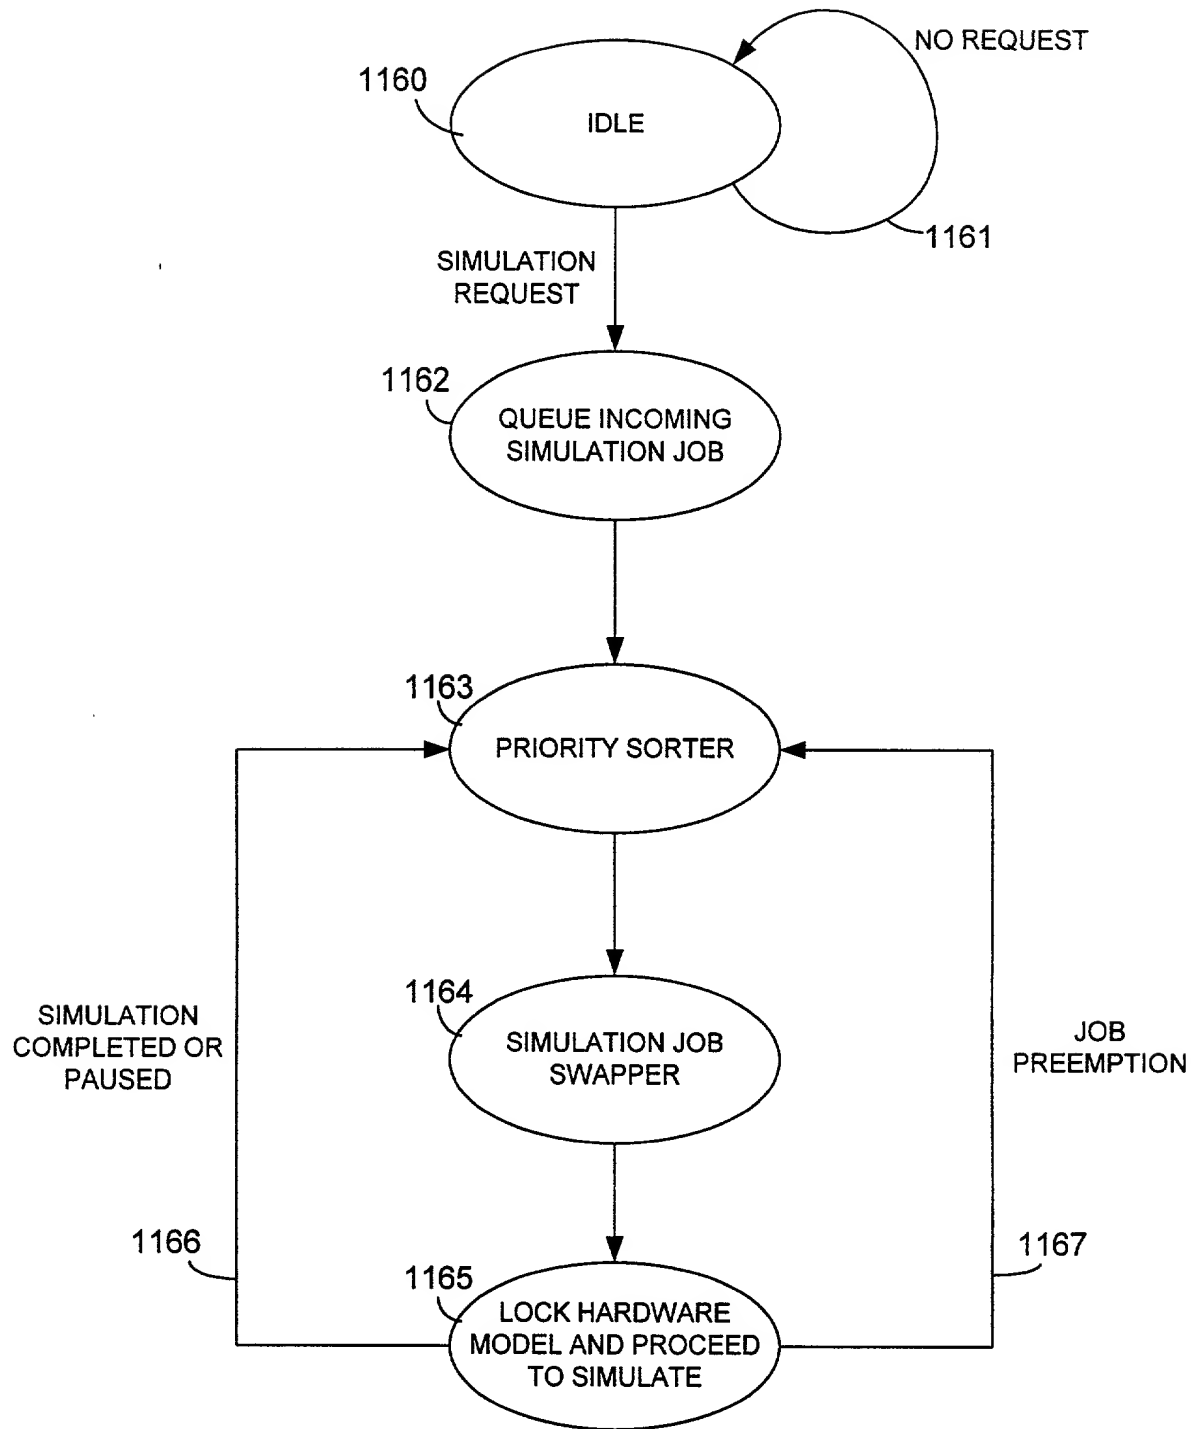 NO REQUEST
1160
IDLE
1161
SIMULATION
REQUEST
1162
QUEUE INCOMING
SIMULATION JOB
1163
PRIORITY SORTER
1164
SIMULATION JOB
SWAPPER
SIMULATION
COMPLETED OR
PAUSED
JOB
PREEMPTION
1166
1167
1165
LOCK HARDWARE
MODEL AND PROCEED
TO SIMULATE